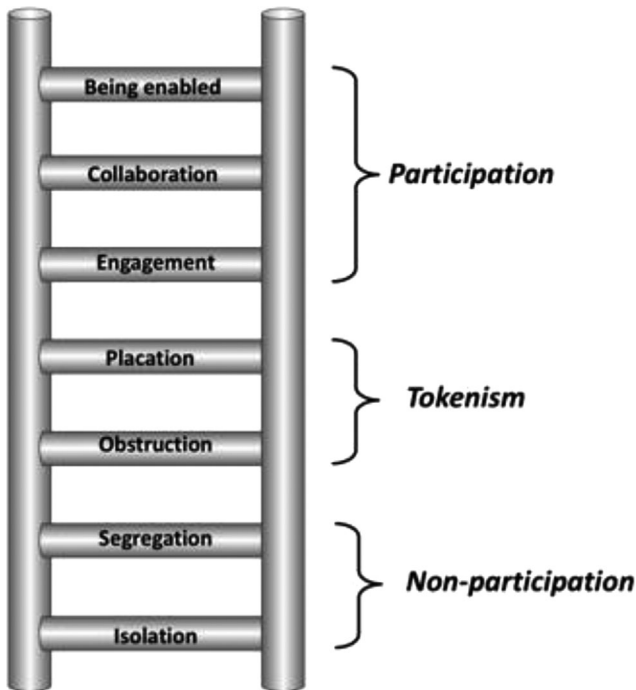 Being enabled
Collaboration
Participation
Engagement
Placation
Tokenism
Obstruction
Segregation
Non-participation
Isolation